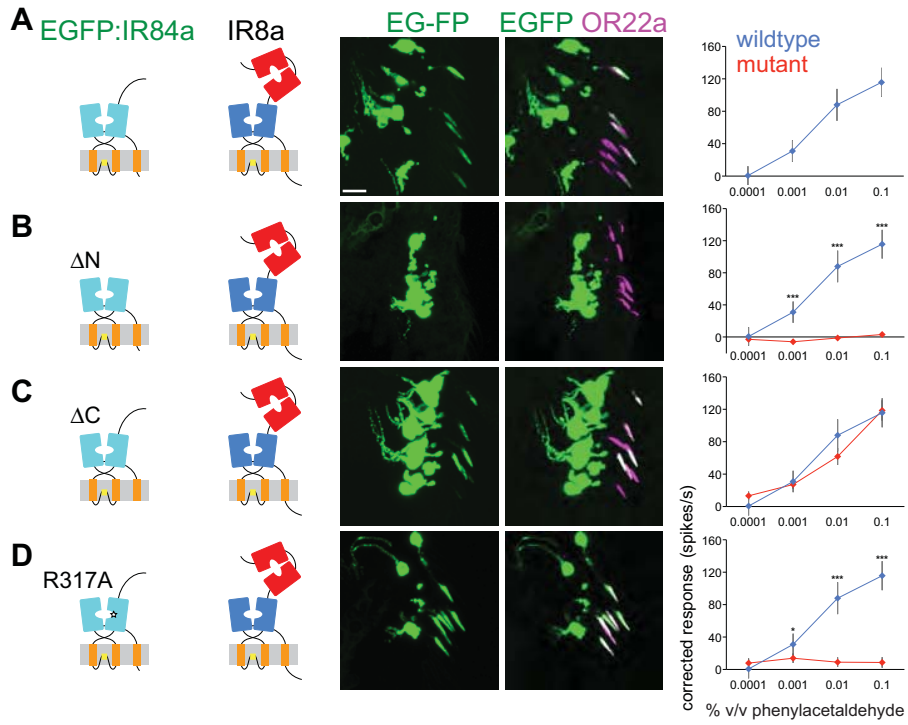 A
EGFP:IR84a
IR8a
EG-FP
EGFP OR22a
wildtype
mutant
160
120
80
40
0
0.0001
0.001
0.01
0.1
B
ΔN
160
120
80
40
0
***
***
***
0.0001
0.001
0.01
0.1
C
ΔC
160
120
80
40
0
0.0001
0.001
0.01
0.1
D
R317A
160
120
80
40
0
*
***
***
0.0001
0.001
0.01
0.1
corrected response (spikes/s)
% v/v phenylacetaldehyde